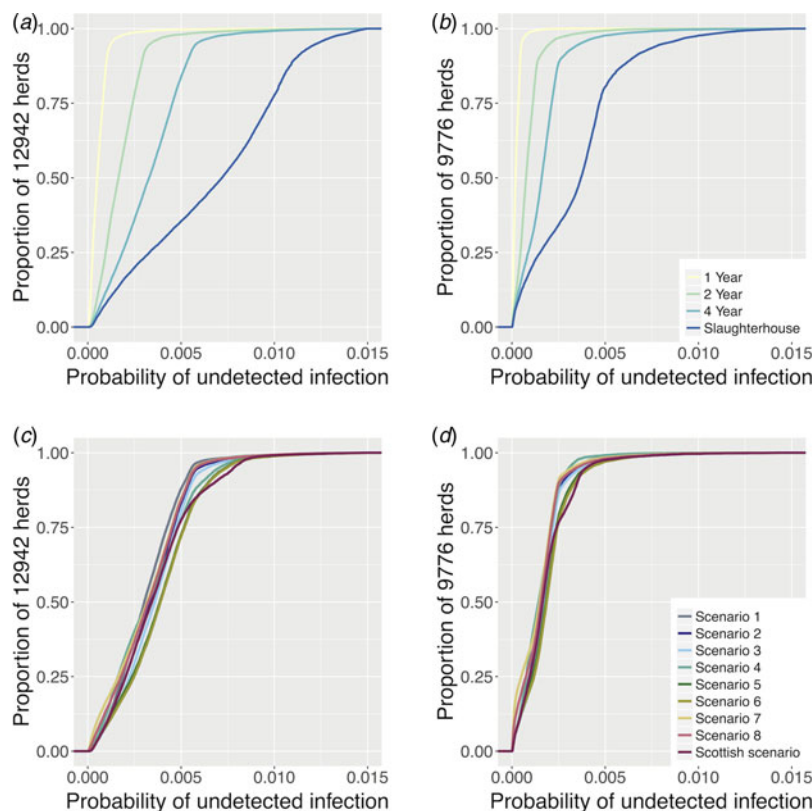 (a)
1.00
0.75
0.50
0.25
0.00
Proportion of 12942 herds
0.000 0.005 0.010 0.015
Probability of undetected infection
(b)
1.00
0.75
0.50
0.25
0.00
Proportion of 9776 herds
1 Year
2 Year
4 Year
Slaughterhouse
0.000 0.005 0.010 0.015
Probability of undetected infection
(c)
1.00
0.75
0.50
0.25
0.00
Proportion of 12942 herds
0.000 0.005 0.010 0.015
Probability of undetected infection
(d)
1.00
0.75
0.50
0.25
0.00
Proportion of 9776 herds
Scenario 1
Scenario 2
Scenario 3
Scenario 4
Scenario 5
Scenario 6
Scenario 7
Scenario 8
Scottish scenario
0.000 0.005 0.010 0.015
Probability of undetected infection